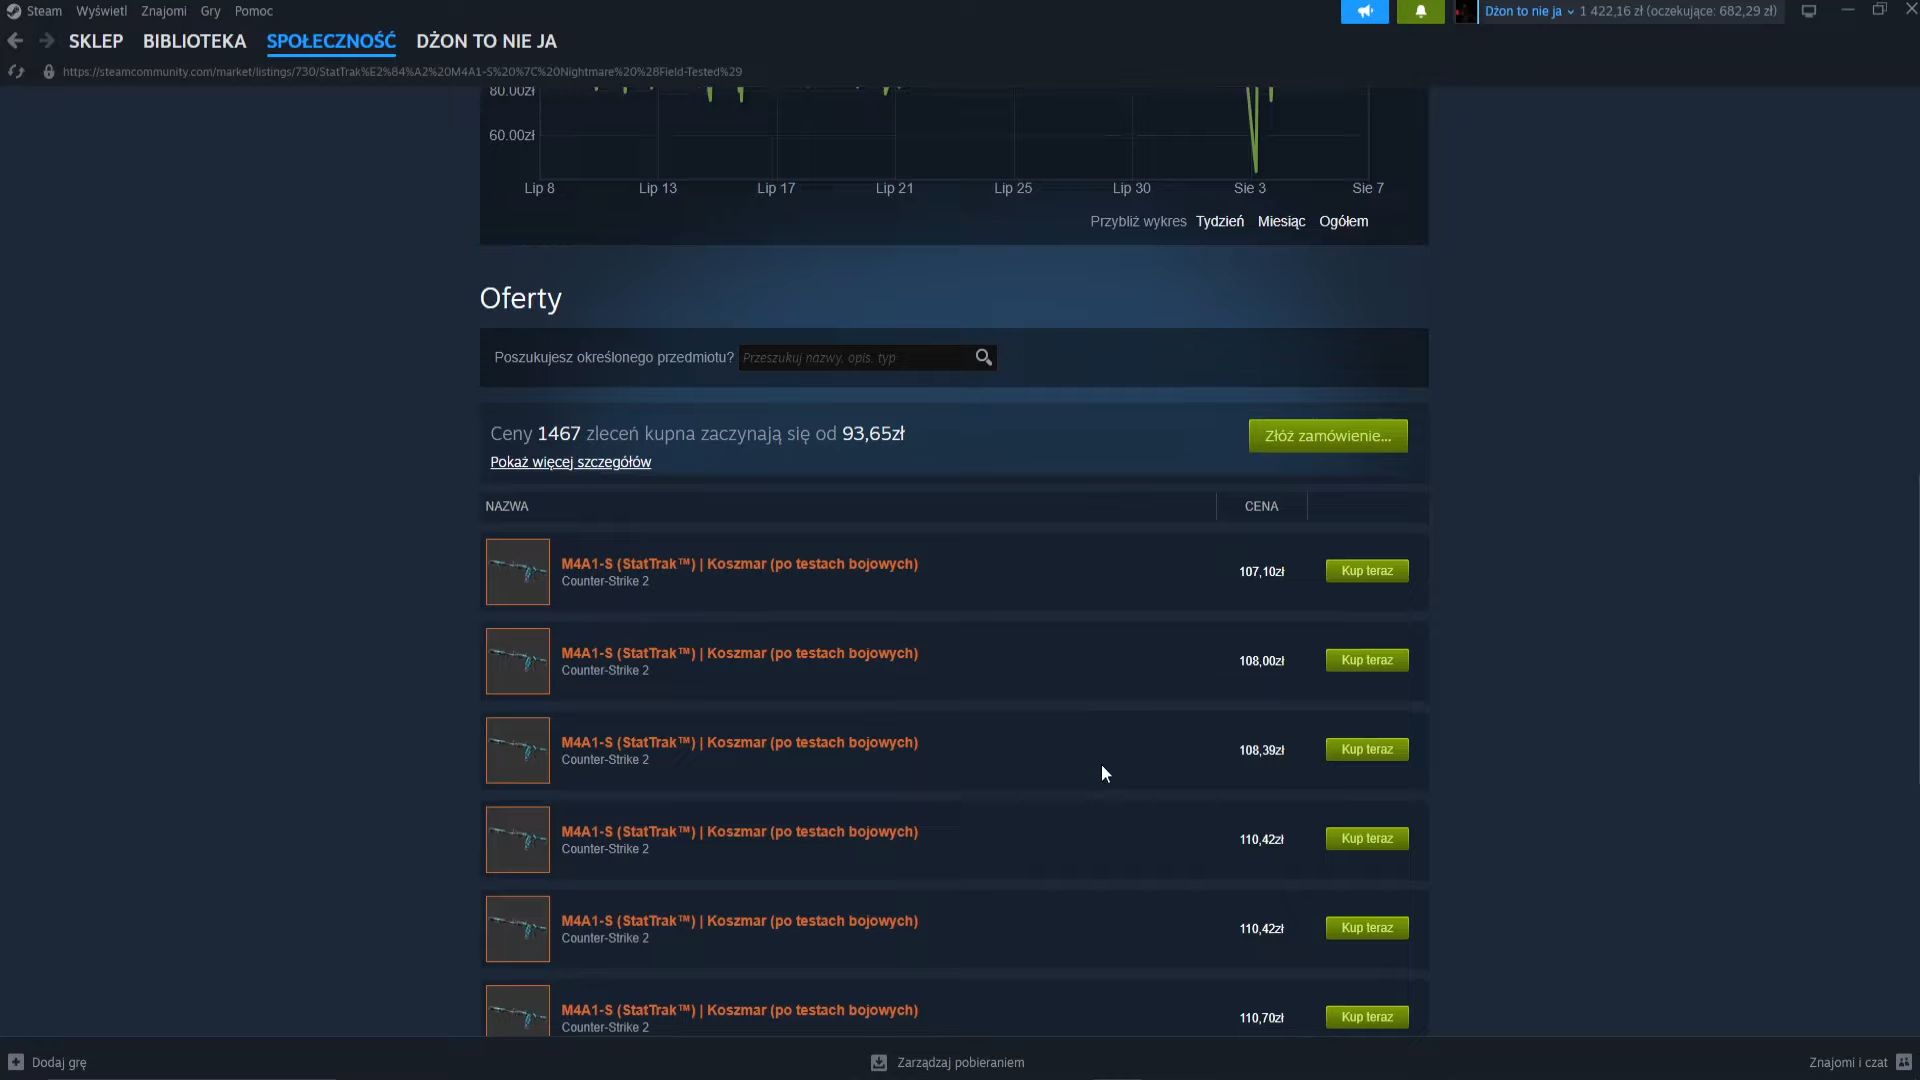 Steam Wyświetl Znajomi Gry Pomoc
Dżon to nie ja 1 422,16 zł (oczekujące: 682,29 zł)
SKLEP BIBLIOTEKA SPOŁECZNOŚĆ DŻON TO NIE JA
https://steamcommunity.com/market/listings/730/StatTrak%E2%84%A2%20M4A1-S%20%7C%20Nightmare%20%28Field-Tested%29
80.00zł
60.00zł
Lip 8 Lip 13 Lip 17 Lip 21 Lip 25 Lip 30 Sie 3 Sie 7
Przybliż wykres Tydzień Miesiąc Ogółem
Oferty
Poszukujesz określonego przedmiotu? Przeszukuj nazwy, opis, typ
Ceny 1467 zleceń kupna zaczynają się od 93,65zł
Złóż zamówienie...
Pokaż więcej szczegółów
NAZWA CENA
M4A1-S (StatTrak™) | Koszmar (po testach bojowych)
Counter-Strike 2
107,10zł Kup teraz
M4A1-S (StatTrak™) | Koszmar (po testach bojowych)
Counter-Strike 2
108,00zł Kup teraz
M4A1-S (StatTrak™) | Koszmar (po testach bojowych)
Counter-Strike 2
108,39zł Kup teraz
M4A1-S (StatTrak™) | Koszmar (po testach bojowych)
Counter-Strike 2
110,42zł Kup teraz
M4A1-S (StatTrak™) | Koszmar (po testach bojowych)
Counter-Strike 2
110,42zł Kup teraz
M4A1-S (StatTrak™) | Koszmar (po testach bojowych)
Counter-Strike 2
110,70zł Kup teraz
Dodaj grę Zarządzaj pobieraniem Znajomi i czat